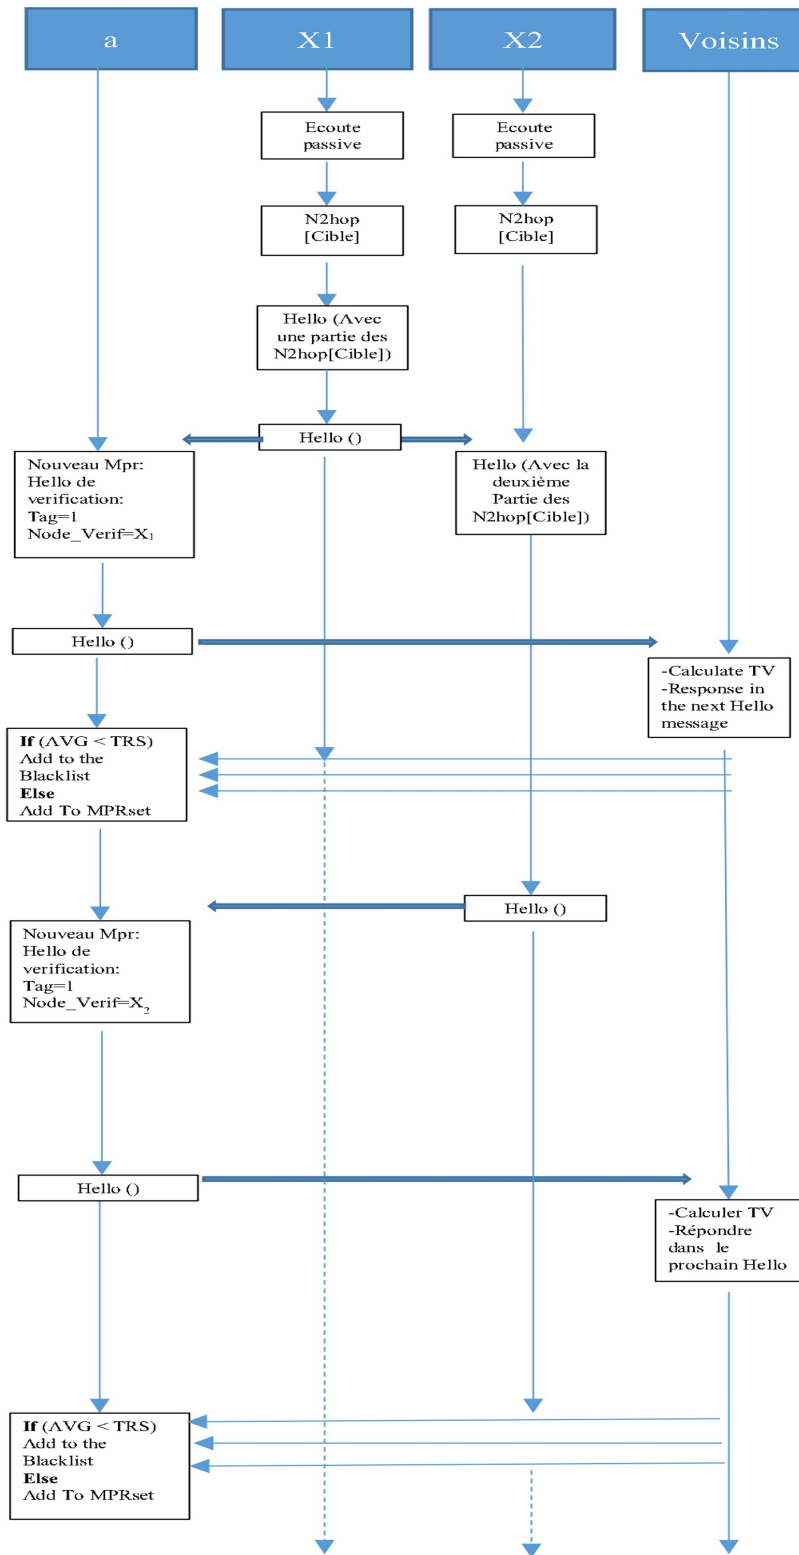 a
X1
X2
Voisins
Ecoute
passive
Ecoute
passive
N2hop
[Cible]
N2hop
[Cible]
Hello (Avec
une partie des
N2hop[Cible])
Hello ()
Nouveau Mpr:
Hello de
verification:
Tag=1
Node_Verif=X₁
Hello (Avec la
deuxième
Partie des
N2hop[Cible])
Hello ()
-Calculate TV
-Response in
the next Hello
message
If (AVG < TRS)
Add to the
Blacklist
Else
Add To MPRset
Hello ()
Nouveau Mpr:
Hello de
verification:
Tag=1
Node_Verif=X₂
Hello ()
-Calculer TV
-Répondre
dans le
prochain Hello
If (AVG < TRS)
Add to the
Blacklist
Else
Add To MPRset